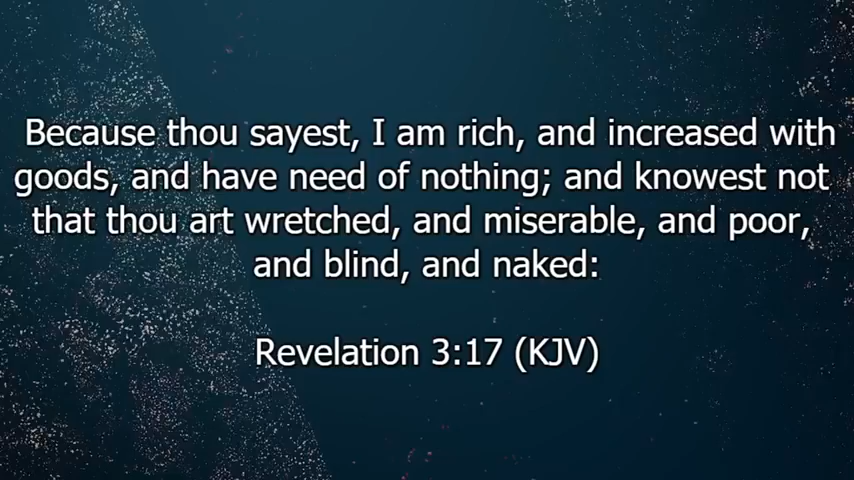 Because thou sayest, I am rich, and increased with
goods, and have need of nothing; and knowest not
that thou art wretched, and miserable, and poor,
and blind, and naked:
Revelation 3:17 (KJV)